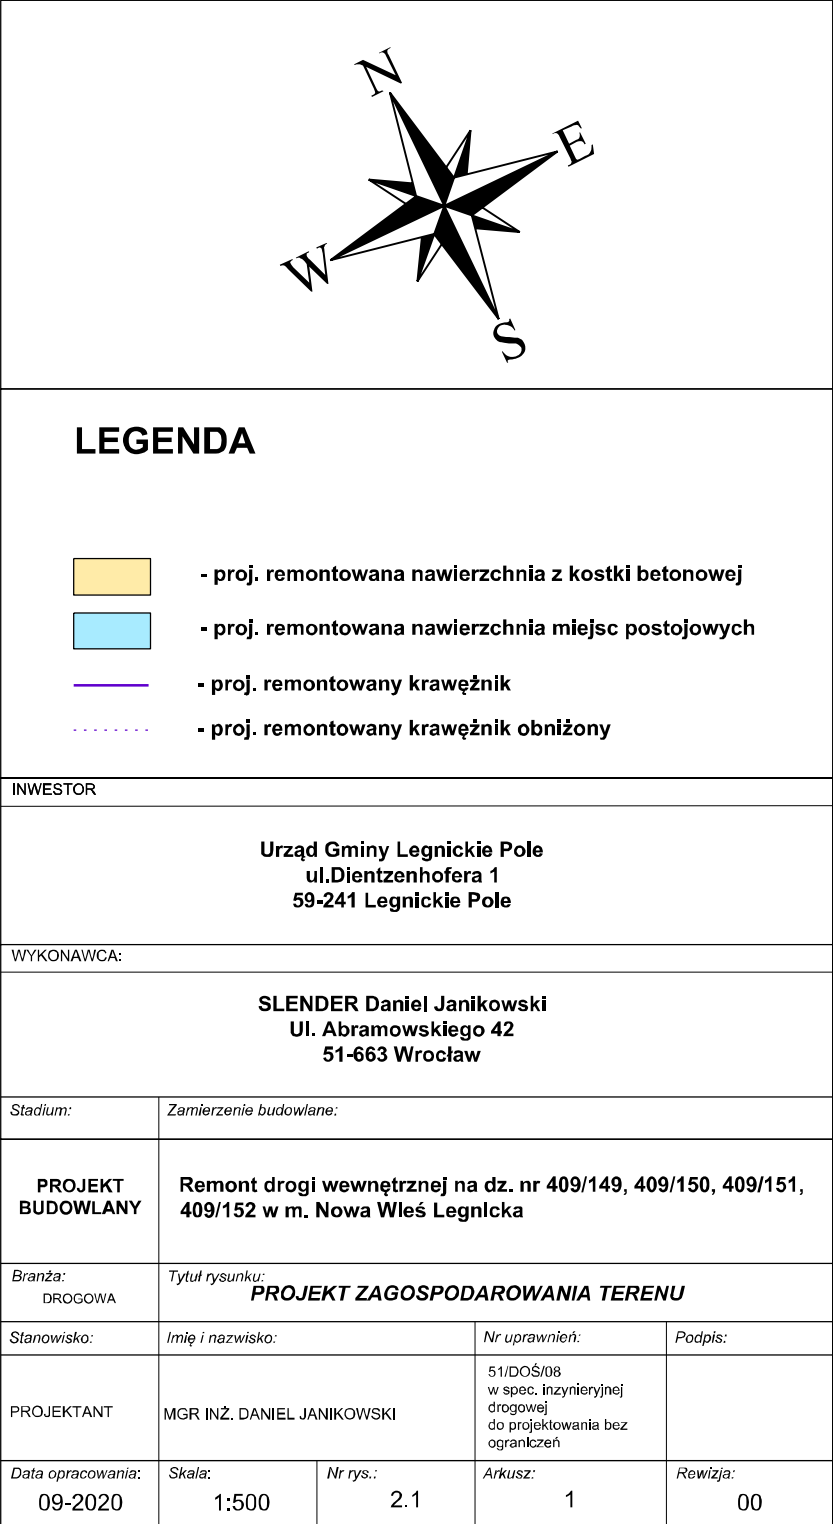 N
E
W
S
LEGENDA
- proj. remontowana nawierzchnia z kostki betonowej
- proj. remontowana nawierzchnia miejsc postojowych
- proj. remontowany krawężnik
- proj. remontowany krawężnik obniżony
INWESTOR
Urząd Gminy Legnickie Pole
ul.Dientzenhofera 1
59-241 Legnickie Pole
WYKONAWCA:
SLENDER Daniel Janikowski
Ul. Abramowskiego 42
51-663 Wrocław
Stadium:
Zamierzenie budowlane:
PROJEKT
BUDOWLANY
Remont drogi wewnętrznej na dz. nr 409/149, 409/150, 409/151,
409/152 w m. Nowa Wieś Legnicka
Branża:
DROGOWA
Tytuł rysunku:
PROJEKT ZAGOSPODAROWANIA TERENU
Stanowisko:
Imię i nazwisko:
Nr uprawnień:
Podpis:
PROJEKTANT
MGR INŻ. DANIEL JANIKOWSKI
51/DOŚ/08
w spec. inzynieryjnej
drogowej
do projektowania bez
ograniczeń
Data opracowania:
Skala:
Nr rys.:
Arkusz:
Rewizja:
09-2020
1:500
2.1
1
00